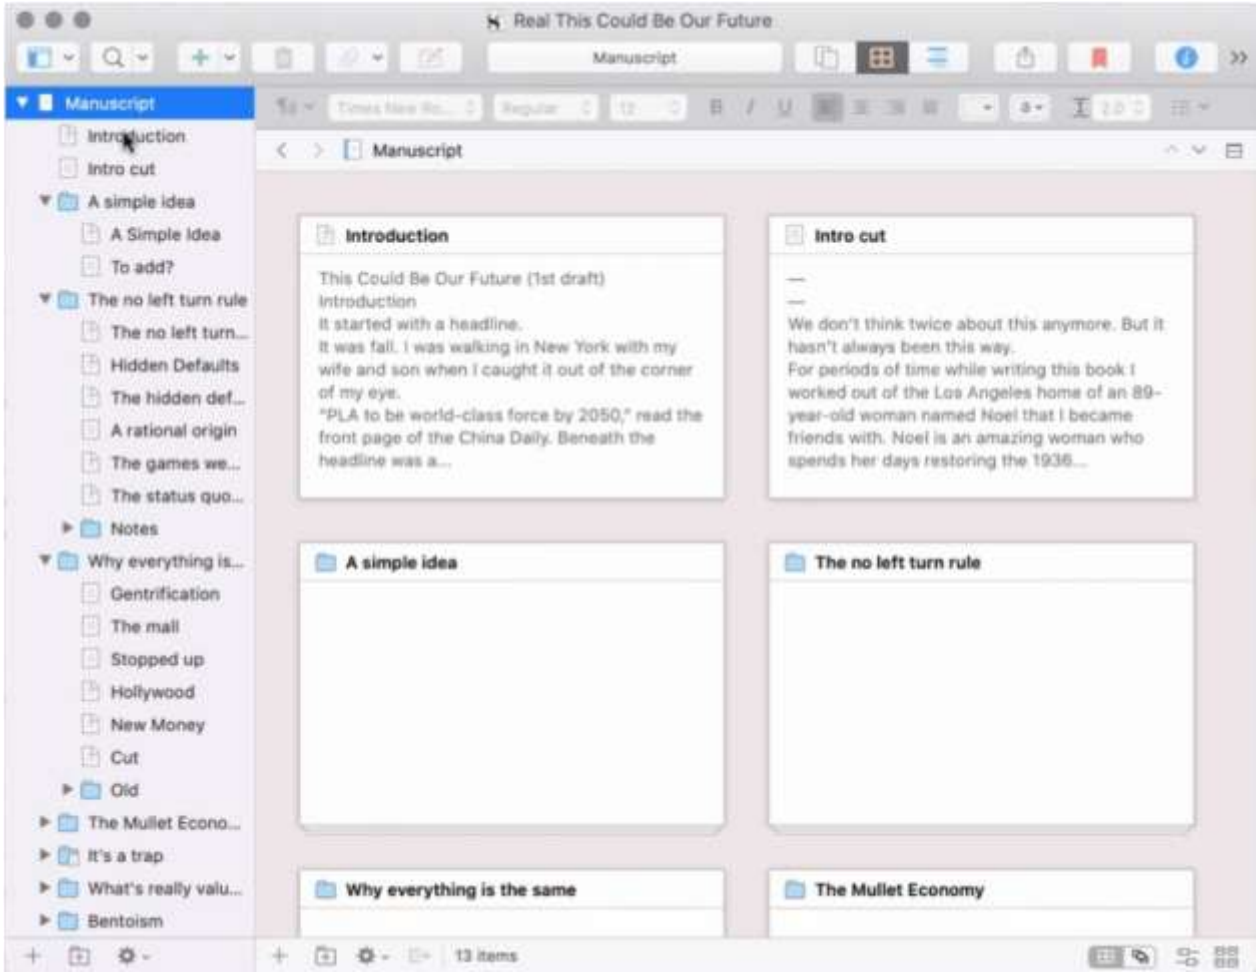 Real This Could Be Our Future
Manuscript
Manuscript
Times New Ro...
Regular
12
B I U
a
2.0
Introduction
Intro cut
A simple idea
A Simple Idea
To add?
The no left turn rule
The no left turn...
Hidden Defaults
The hidden def...
A rational origin
The games we...
The status quo...
Notes
Why everything is...
Gentrification
The mall
Stopped up
Hollywood
New Money
Cut
Old
The Mullet Econo...
It's a trap
What's really valu...
Bentoism
Manuscript
Introduction
This Could Be Our Future (1st draft)
Introduction
It started with a headline.
It was fall. I was walking in New York with my
wife and son when I caught it out of the corner
of my eye.
"PLA to be world-class force by 2050," read the
front page of the China Daily. Beneath the
headline was a...
Intro cut
—
—
We don't think twice about this anymore. But it
hasn't always been this way.
For periods of time while writing this book I
worked out of the Los Angeles home of an 89-
year-old woman named Noel that I became
friends with. Noel is an amazing woman who
spends her days restoring the 1936...
A simple idea
The no left turn rule
Why everything is the same
The Mullet Economy
13 items